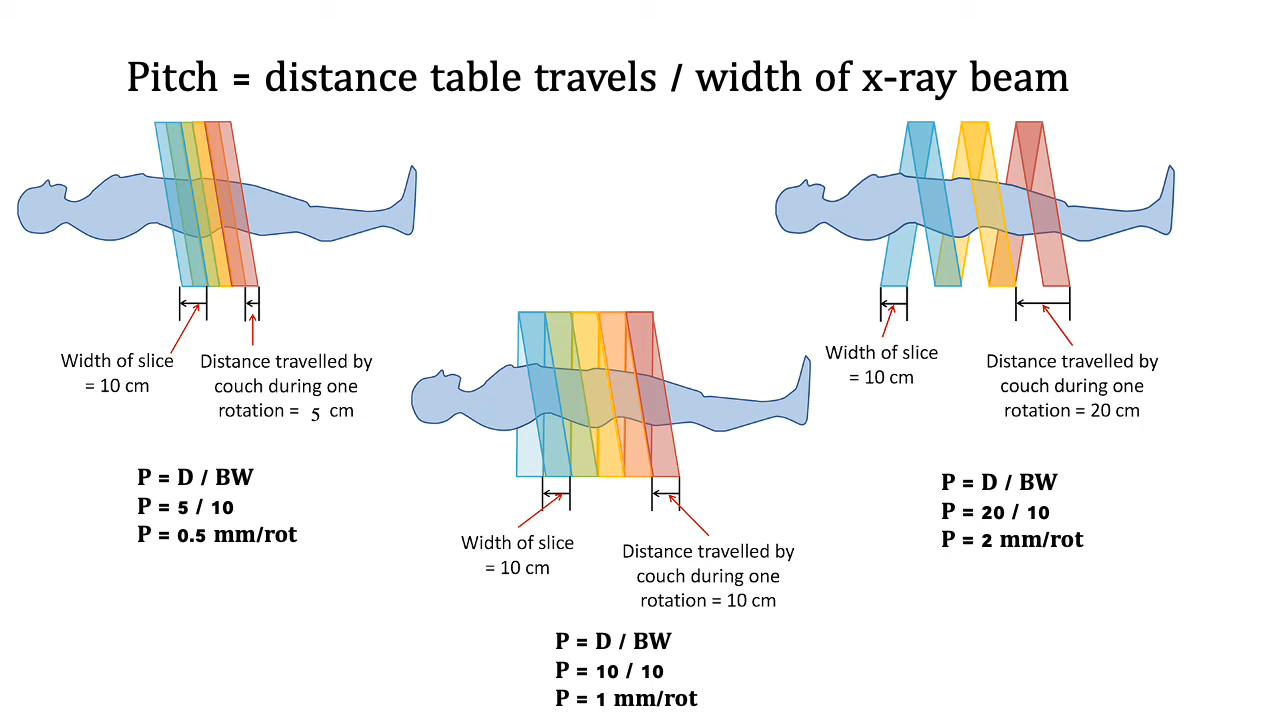 Pitch = distance table travels / width of x-ray beam
Width of slice
= 10 cm
Distance travelled by
couch during one
rotation = 5 cm
P = D / BW
P = 5 / 10
P = 0.5 mm/rot
Width of slice
= 10 cm
Distance travelled by
couch during one
rotation = 10 cm
P = D / BW
P = 10 / 10
P = 1 mm/rot
Width of slice
= 10 cm
Distance travelled by
couch during one
rotation = 20 cm
P = D / BW
P = 20 / 10
P = 2 mm/rot